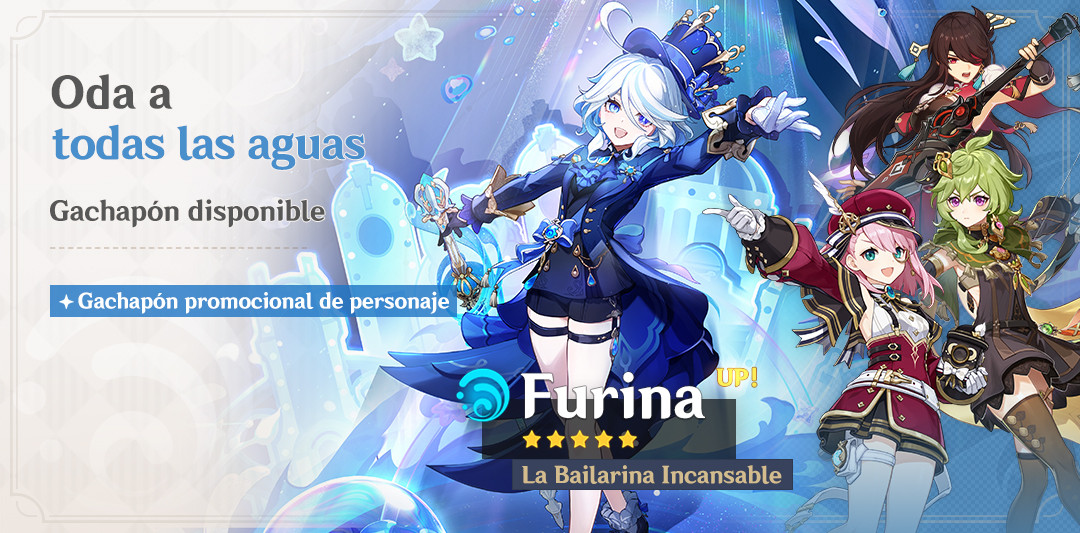 Oda a
todas las aguas
Gachapón disponible
Gachapón promocional de personaje
Furina
UP!
La Bailarina Incansable